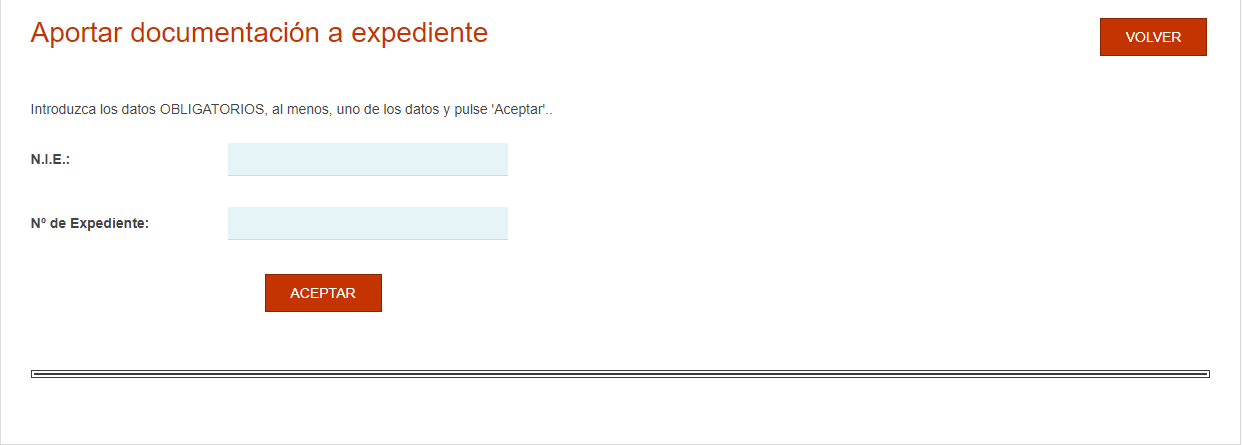 Aportar documentación a expediente
VOLVER
Introduzca los datos OBLIGATORIOS, al menos, uno de los datos y pulse 'Aceptar'..
N.I.E.:
Nº de Expediente:
ACEPTAR